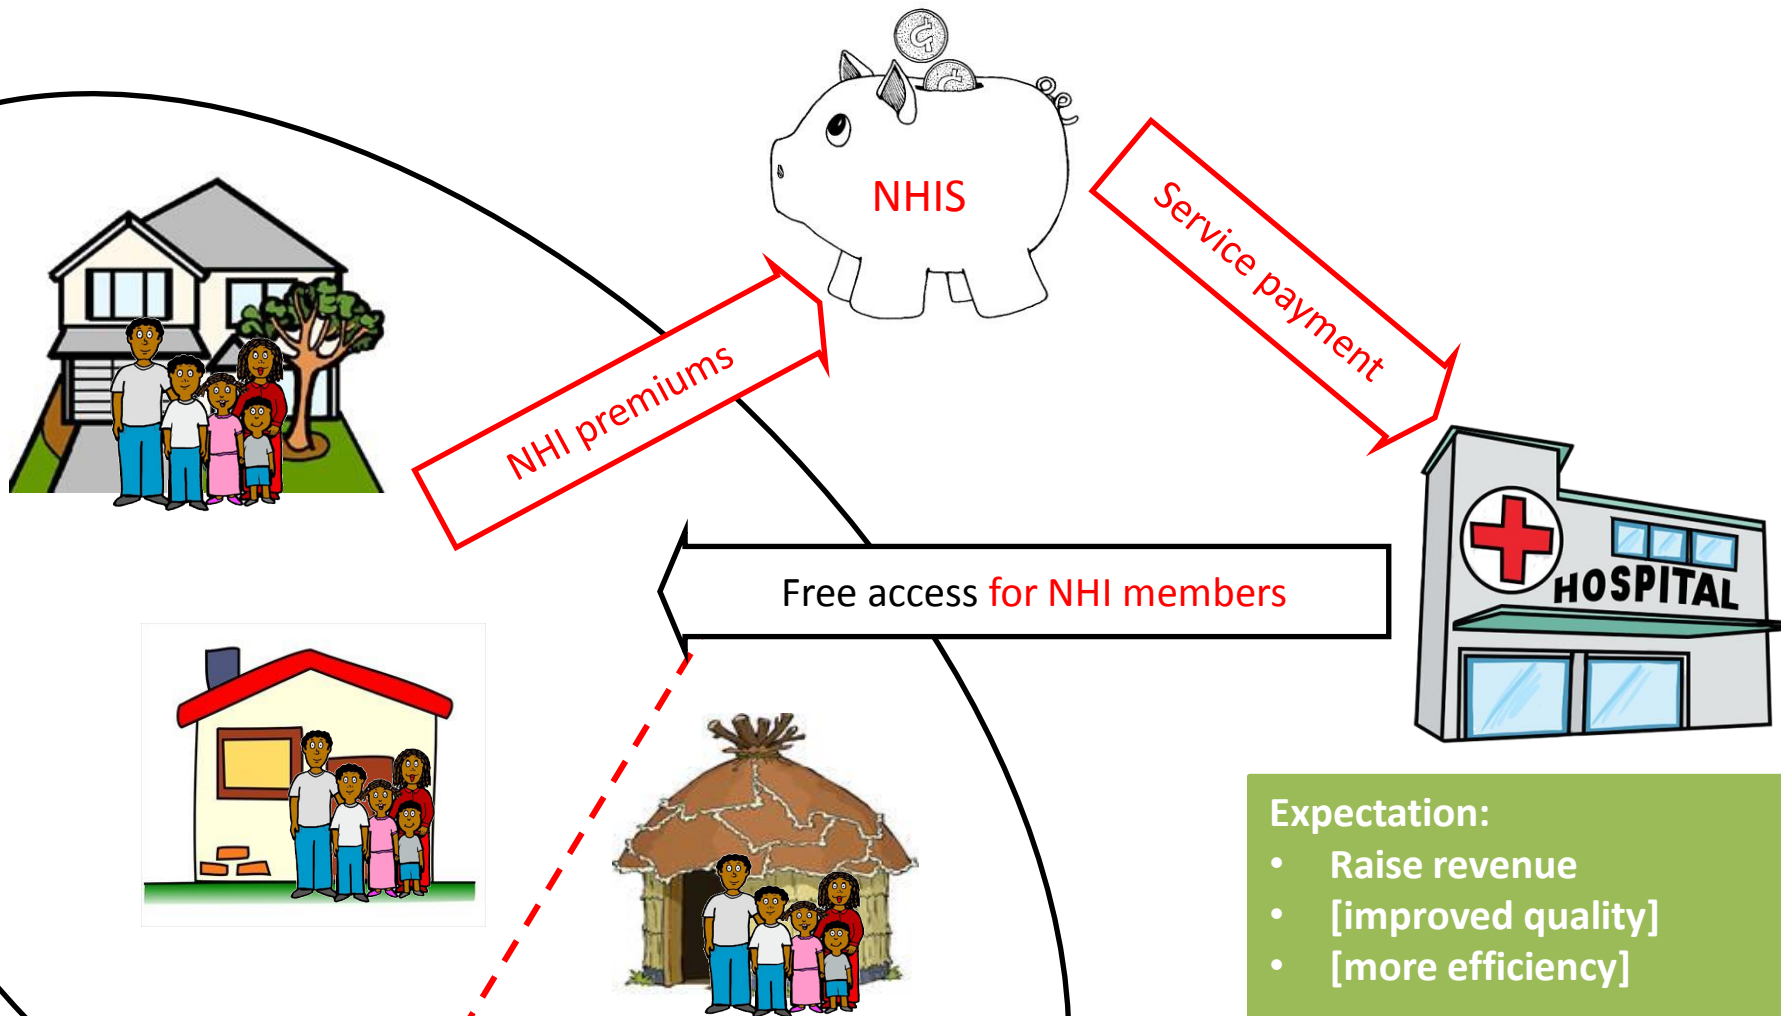 NHIS
Service payment
NHI premiums
Free access for NHI members
HOSPITAL
Expectation:
• Raise revenue
• [improved quality]
• [more efficiency]